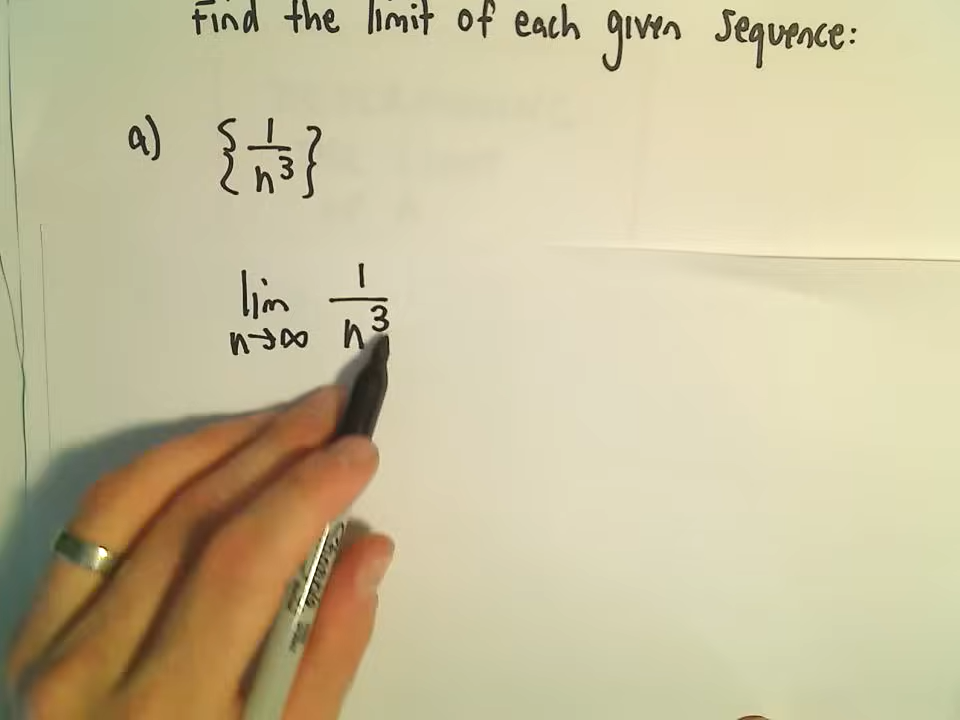 Find the limit of each given sequence:
a) { 1/n³ }
lim n→∞ 1/n³